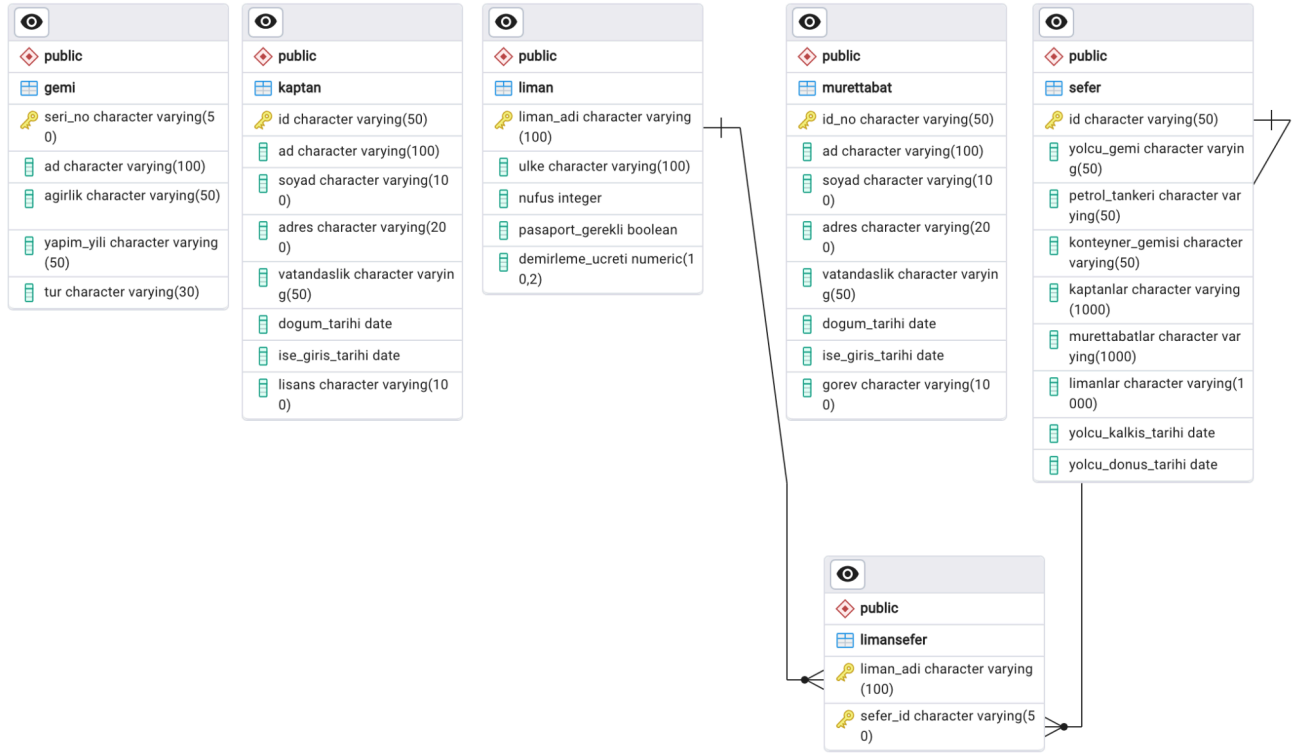 public
gemi
seri_no character varying(5
0)
ad character varying(100)
agirlik character varying(50)
yapim_yili character varying
(50)
tur character varying(30)
public
kaptan
id character varying(50)
ad character varying(100)
soyad character varying(10
0)
adres character varying(20
0)
vatandaslik character varyin
g(50)
dogum_tarihi date
ise_giris_tarihi date
lisans character varying(10
0)
public
liman
liman_adi character varying
(100)
ulke character varying(100)
nufus integer
pasaport_gerekli boolean
demirleme_ucreti numeric(1
0,2)
public
murettabat
id_no character varying(50)
ad character varying(100)
soyad character varying(10
0)
adres character varying(20
0)
vatandaslik character varyin
g(50)
dogum_tarihi date
ise_giris_tarihi date
gorev character varying(10
0)
public
sefer
id character varying(50)
yolcu_gemi character varyin
g(50)
petrol_tankeri character var
ying(50)
konteyner_gemisi character
varying(50)
kaptanlar character varying
(1000)
murettabatlar character var
ying(1000)
limanlar character varying(1
000)
yolcu_kalkis_tarihi date
yolcu_donus_tarihi date
public
limansefer
liman_adi character varying
(100)
sefer_id character varying(5
0)